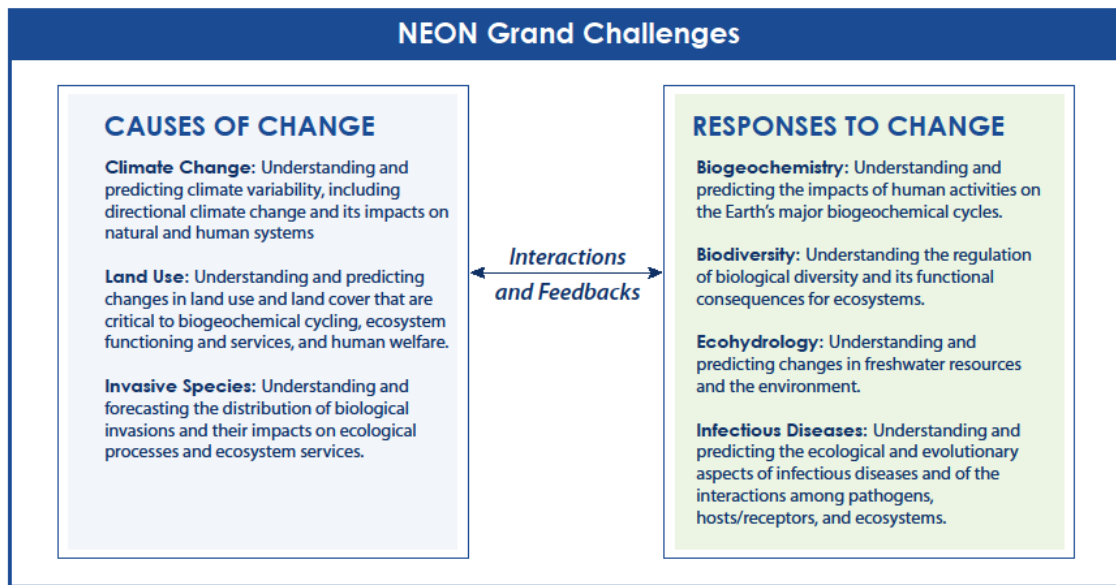 NEON Grand Challenges
CAUSES OF CHANGE
Climate Change: Understanding and
predicting climate variability, including
directional climate change and its impacts on
natural and human systems
Land Use: Understanding and predicting
changes in land use and land cover that are
critical to biogeochemical cycling, ecosystem
functioning and services, and human welfare.
Invasive Species: Understanding and
forecasting the distribution of biological
invasions and their impacts on ecological
processes and ecosystem services.
Interactions
and Feedbacks
RESPONSES TO CHANGE
Biogeochemistry: Understanding and
predicting the impacts of human activities on
the Earth's major biogeochemical cycles.
Biodiversity: Understanding the regulation
of biological diversity and its functional
consequences for ecosystems.
Ecohydrology: Understanding and
predicting changes in freshwater resources
and the environment.
Infectious Diseases: Understanding and
predicting the ecological and evolutionary
aspects of infectious diseases and of the
interactions among pathogens,
hosts/receptors, and ecosystems.